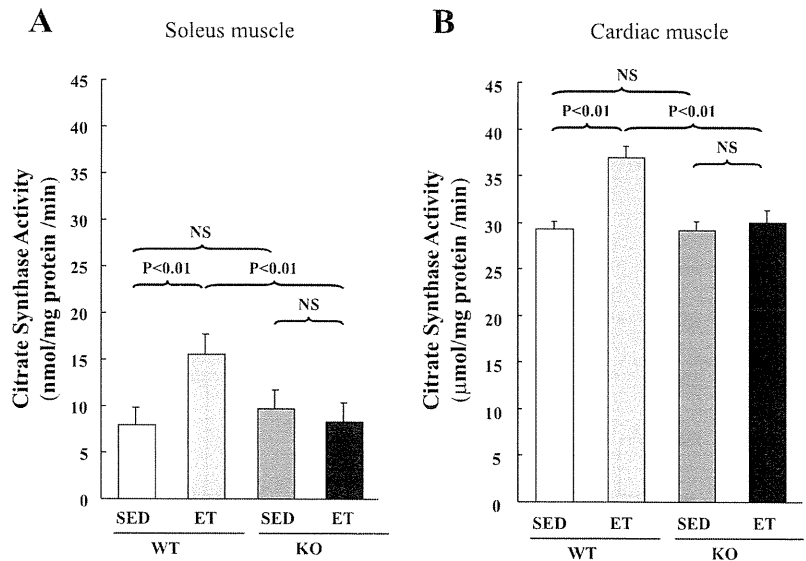 A
Soleus muscle
Citrate Synthase Activity
(nmol/mg protein /min)
45
40
35
30
25
20
15
10
5
0
NS
P<0.01
P<0.01
NS
SED
ET
SED
ET
WT
KO
B
Cardiac muscle
Citrate Synthase Activity
(μmol/mg protein /min)
45
40
35
30
25
20
15
10
5
0
NS
P<0.01
P<0.01
NS
SED
ET
SED
ET
WT
KO